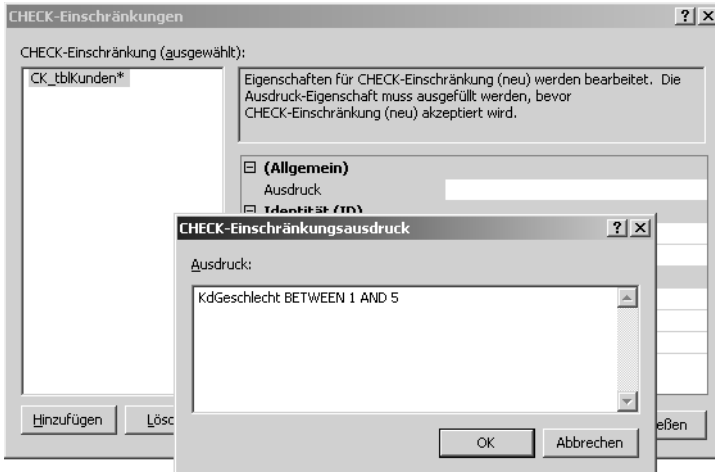 CHECK-Einschränkungen
CHECK-Einschränkung (ausgewählt):
CK_tblKunden*
Eigenschaften für CHECK-Einschränkung (neu) werden bearbeitet. Die
Ausdruck-Eigenschaft muss ausgefüllt werden, bevor
CHECK-Einschränkung (neu) akzeptiert wird.
(Allgemein)
Ausdruck
Identität (ID)
CHECK-Einschränkungsausdruck
Ausdruck:
KdGeschlecht BETWEEN 1 AND 5
OK
Abbrechen
Hinzufügen